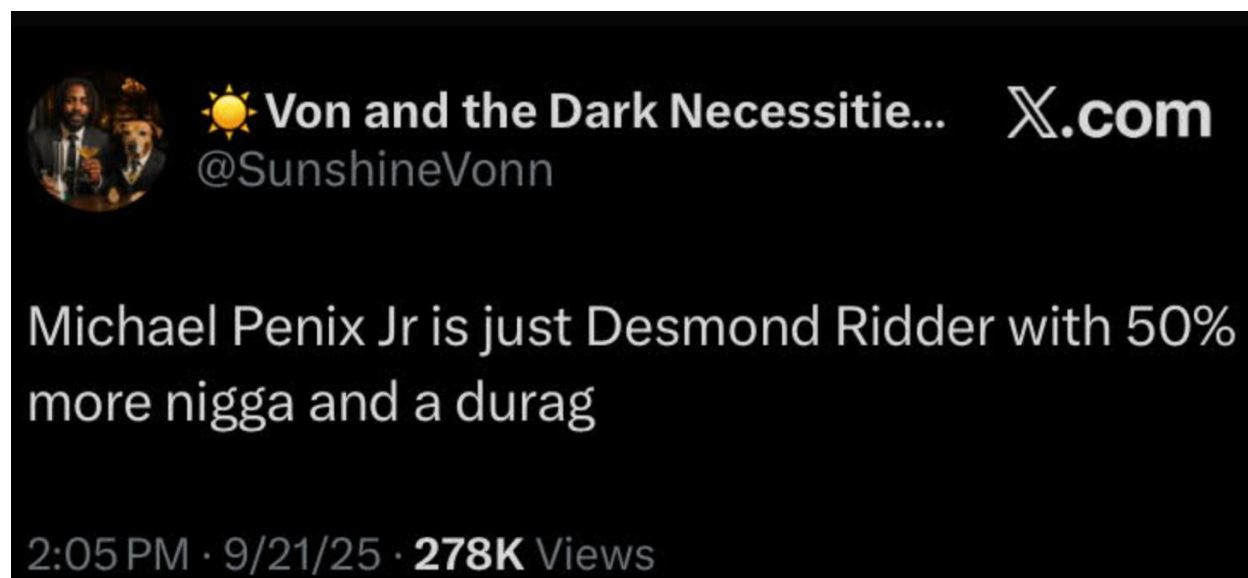 ☀️Von and the Dark Necessitie...
X.com
@SunshineVonn
Michael Penix Jr is just Desmond Ridder with 50%
more nigga and a durag
2:05 PM · 9/21/25 · 278K Views